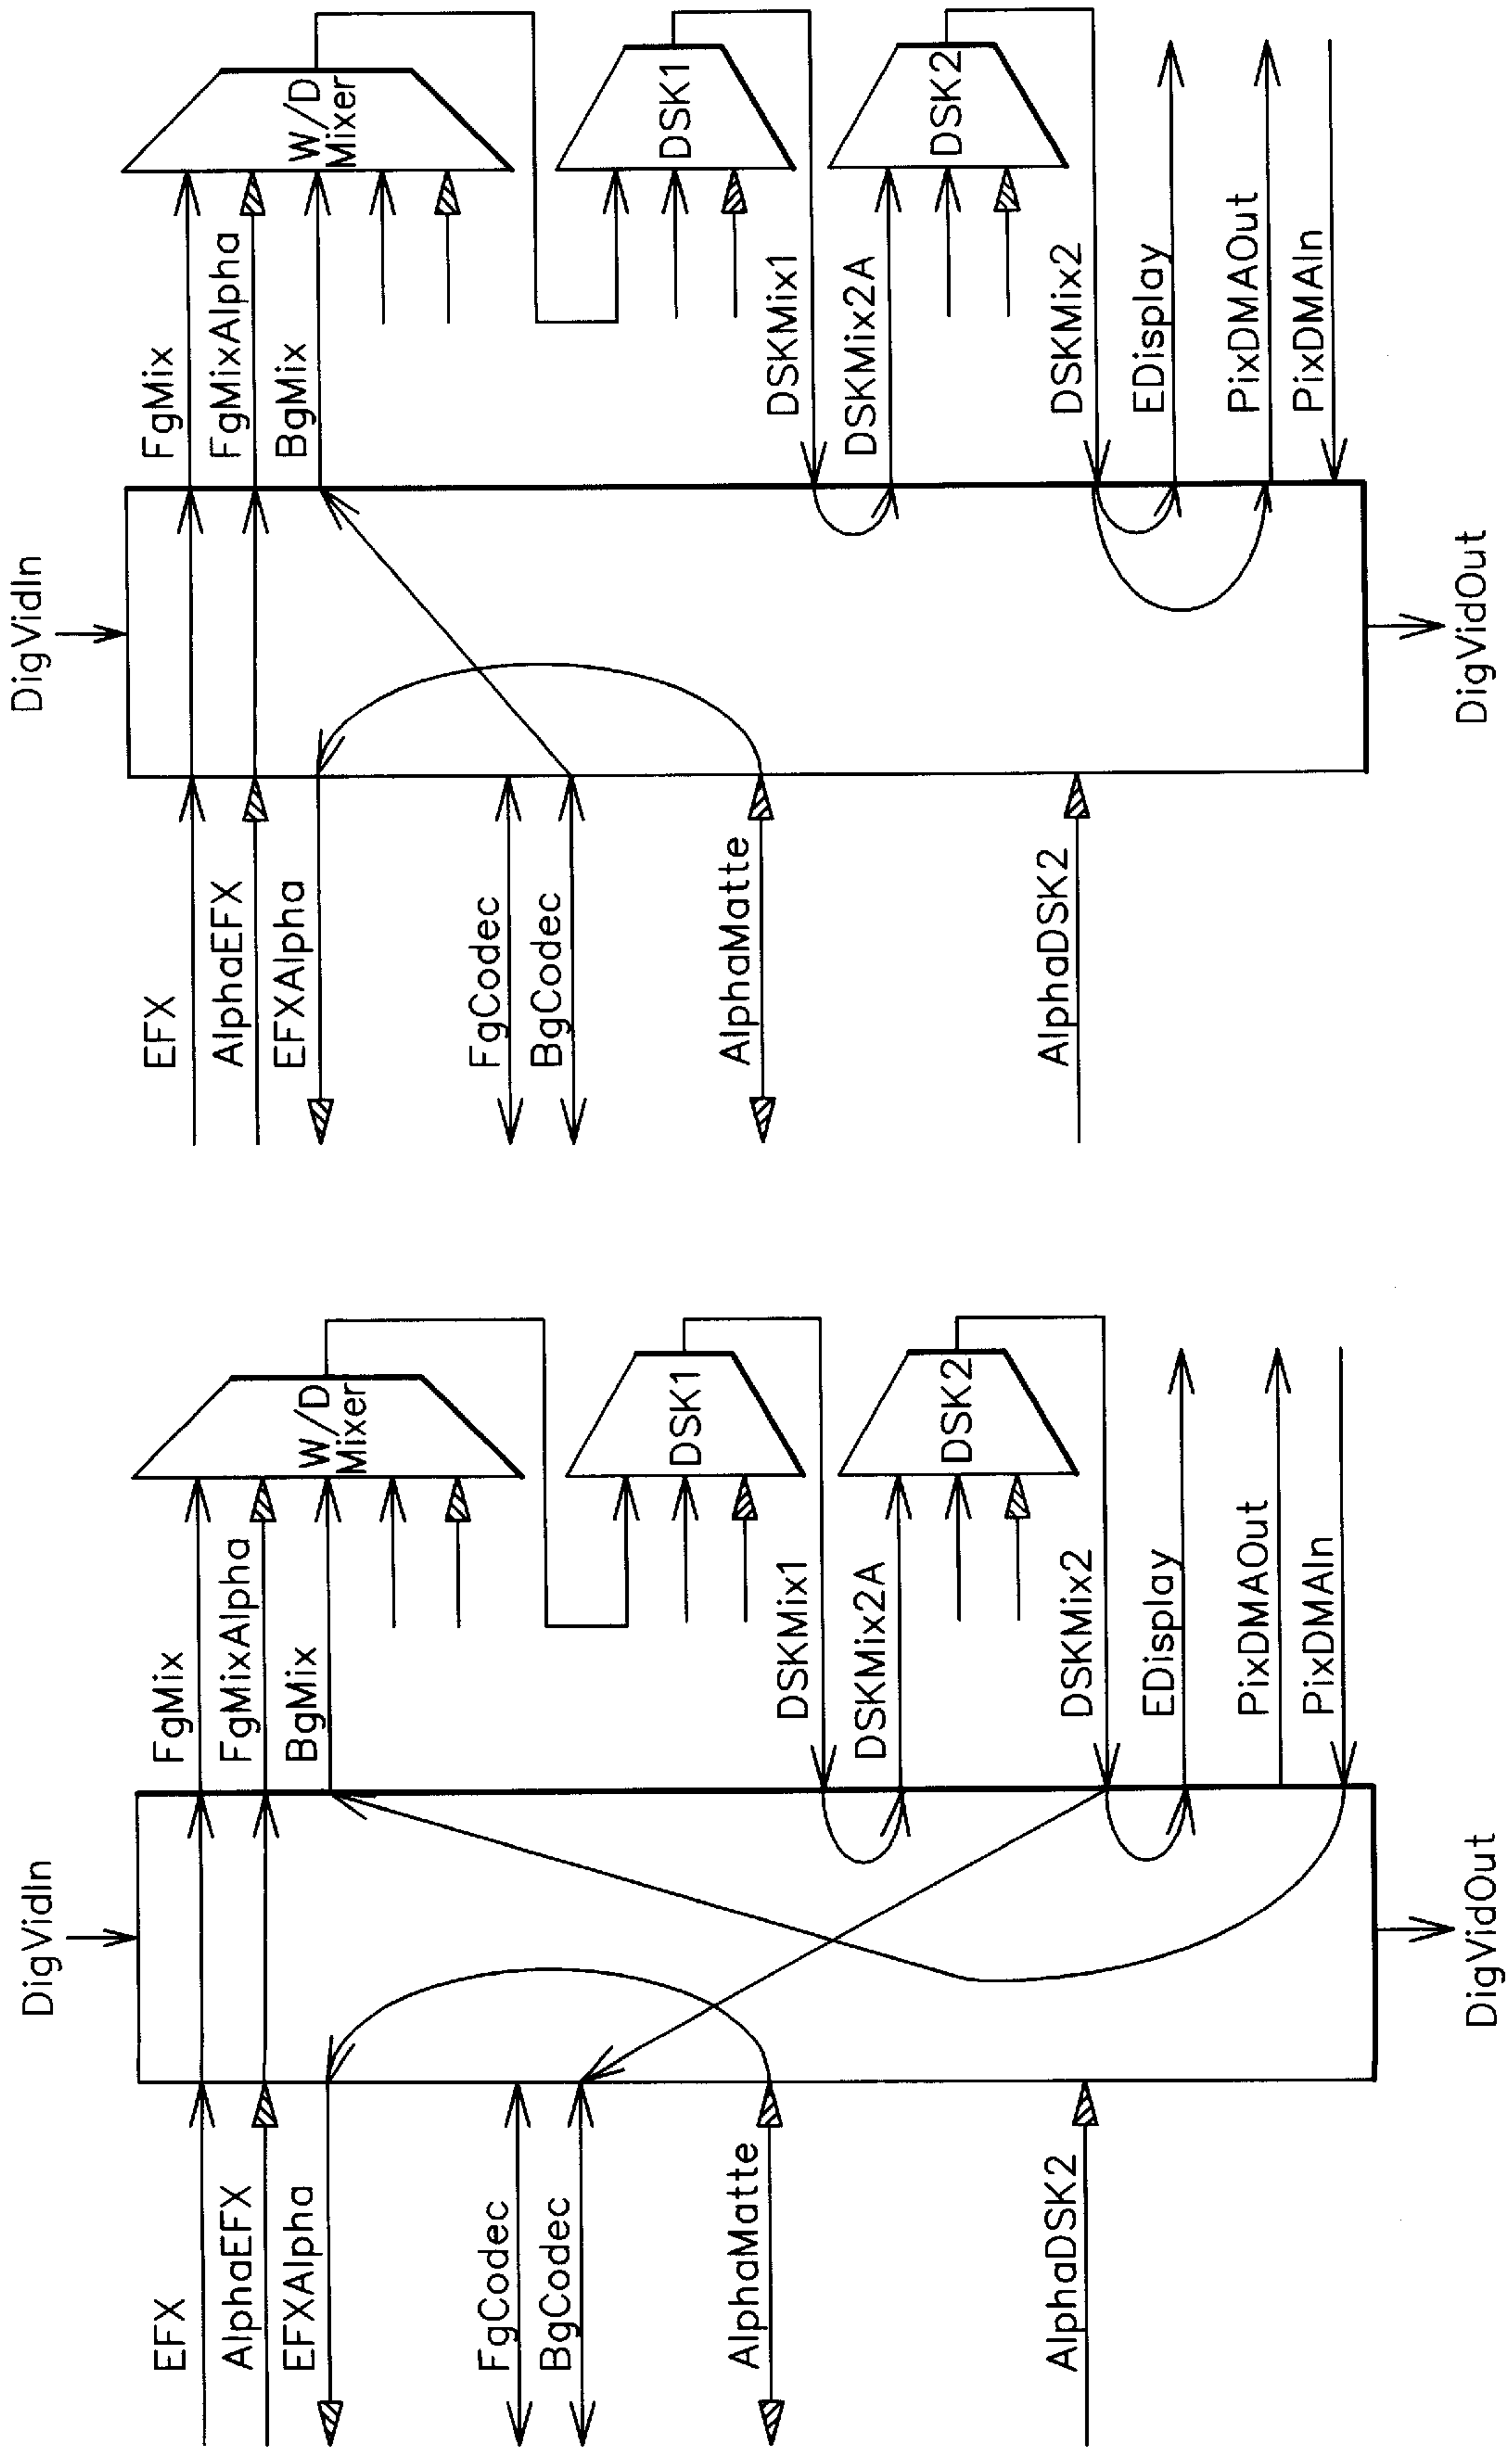 DigVidIn
EFX
AlphaEFX
EFXAlpha
FgCodec
BgCodec
AlphaMatte
AlphaDSK2
FgMix
FgMixAlpha
BgMix
DSKMix1
DSKMix2A
DSKMix2
EDisplay
PixDMAOut
PixDMAIn
W/D
Mixer
DSK1
DSK2
DigVidOut
DigVidIn
EFX
AlphaEFX
EFXAlpha
FgCodec
BgCodec
AlphaMatte
AlphaDSK2
FgMix
FgMixAlpha
BgMix
DSKMix1
DSKMix2A
DSKMix2
EDisplay
PixDMAOut
PixDMAIn
W/D
Mixer
DSK1
DSK2
DigVidOut